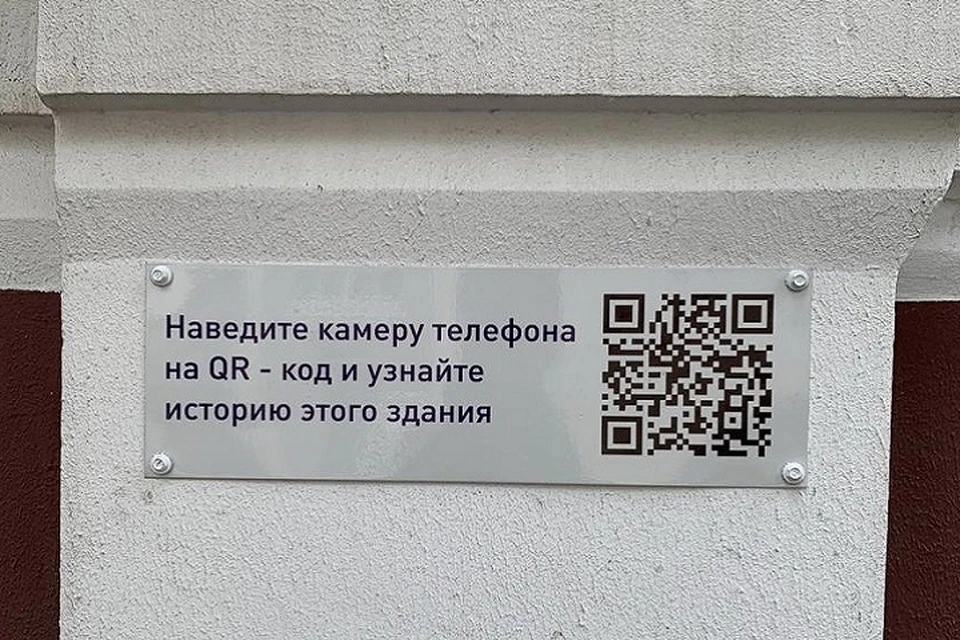 Наведите камеру телефона
на QR - код и узнайте
историю этого здания